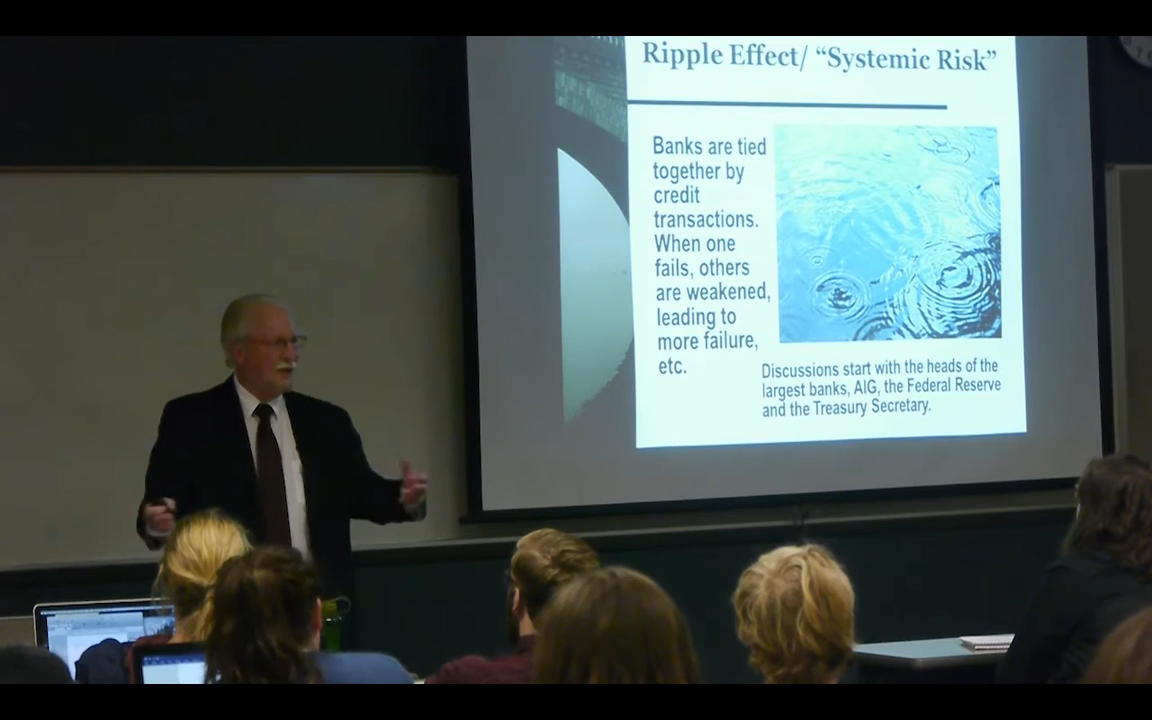 Ripple Effect/ “Systemic Risk”
Banks are tied
together by
credit
transactions.
When one
fails, others
are weakened,
leading to
more failure,
etc.
Discussions start with the heads of the
largest banks, AIG, the Federal Reserve
and the Treasury Secretary.